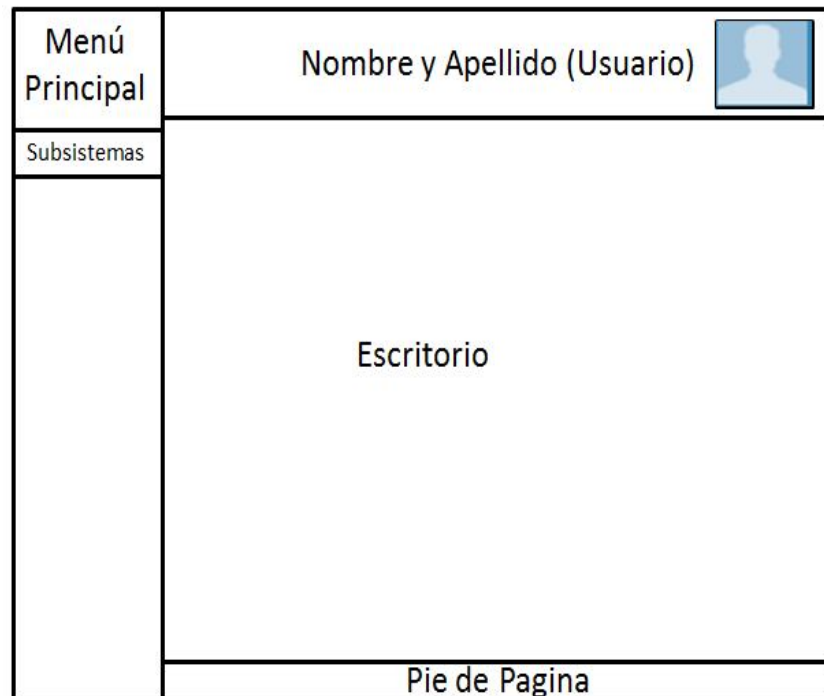 Menú
Principal
Nombre y Apellido (Usuario)
Subsistemas
Escritorio
Pie de Pagina